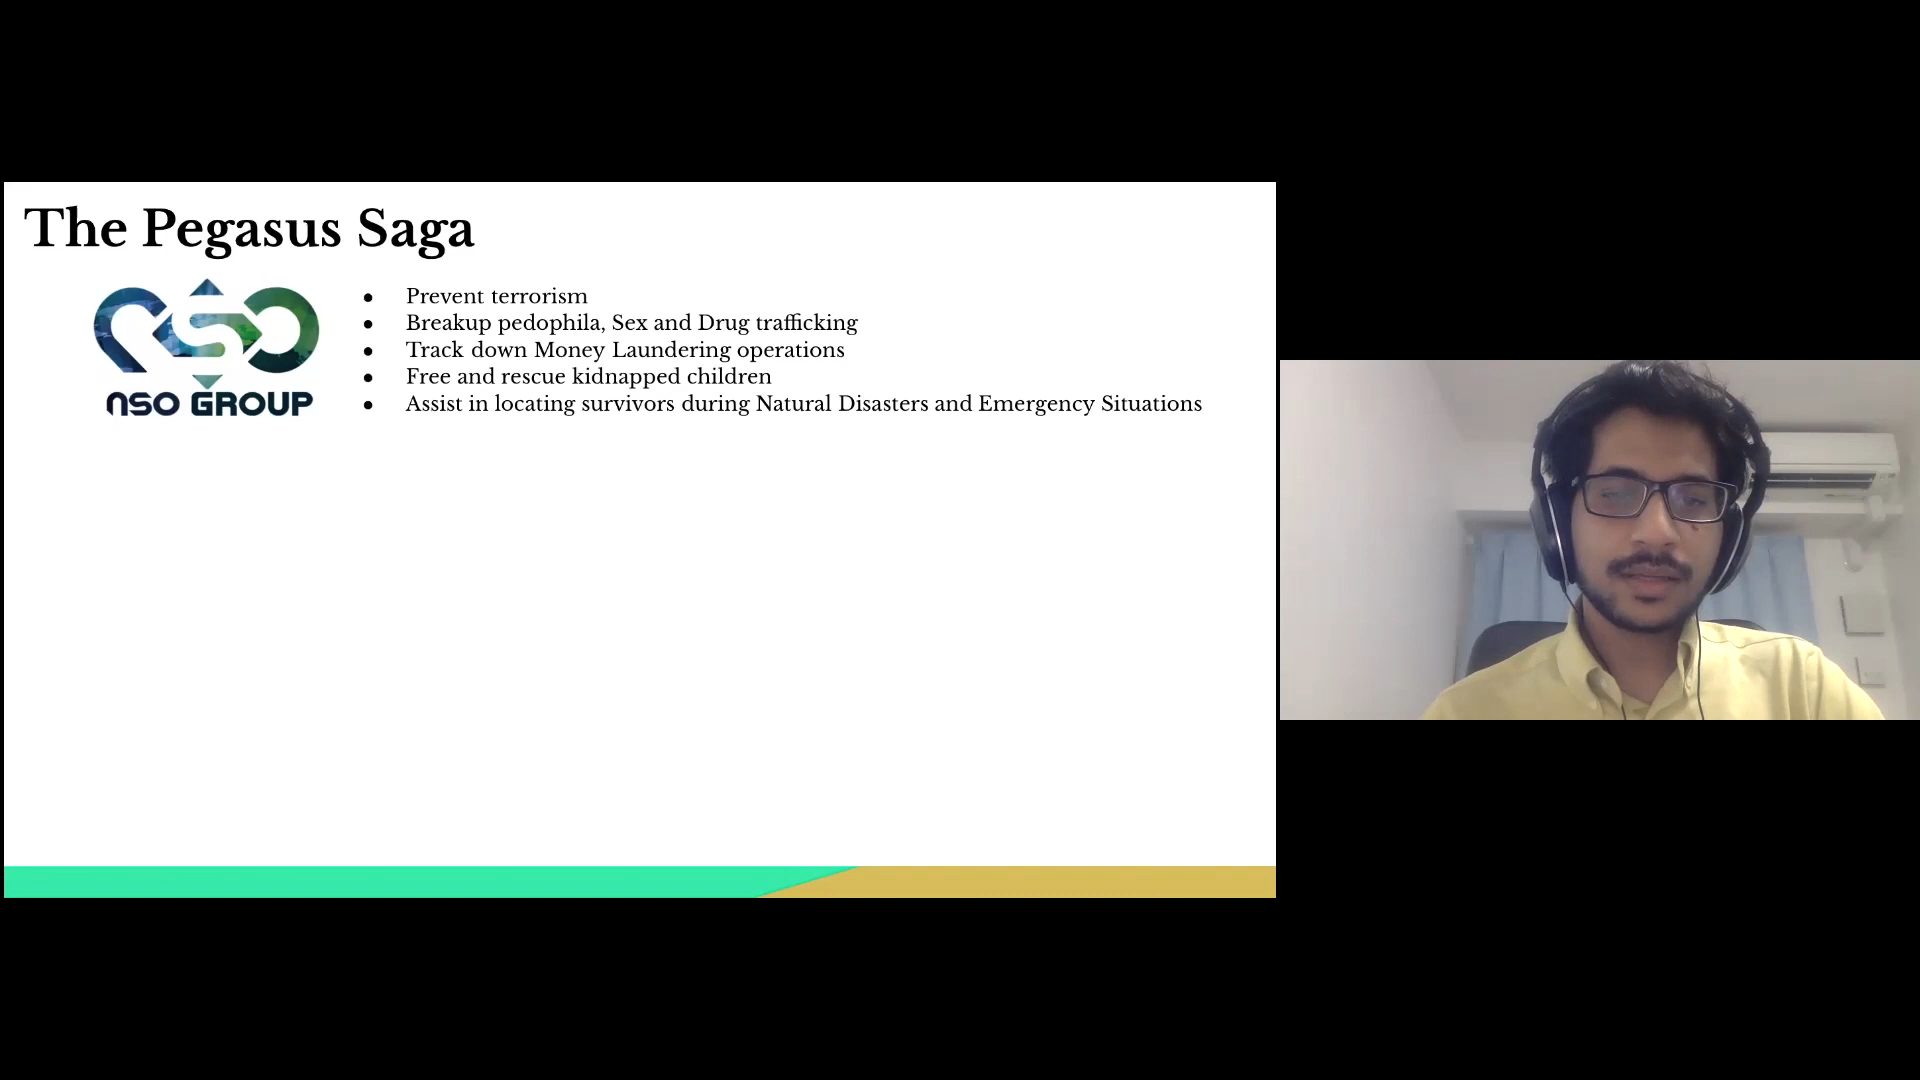 The Pegasus Saga
NSO GROUP
● Prevent terrorism
● Breakup pedophila, Sex and Drug trafficking
● Track down Money Laundering operations
● Free and rescue kidnapped children
● Assist in locating survivors during Natural Disasters and Emergency Situations